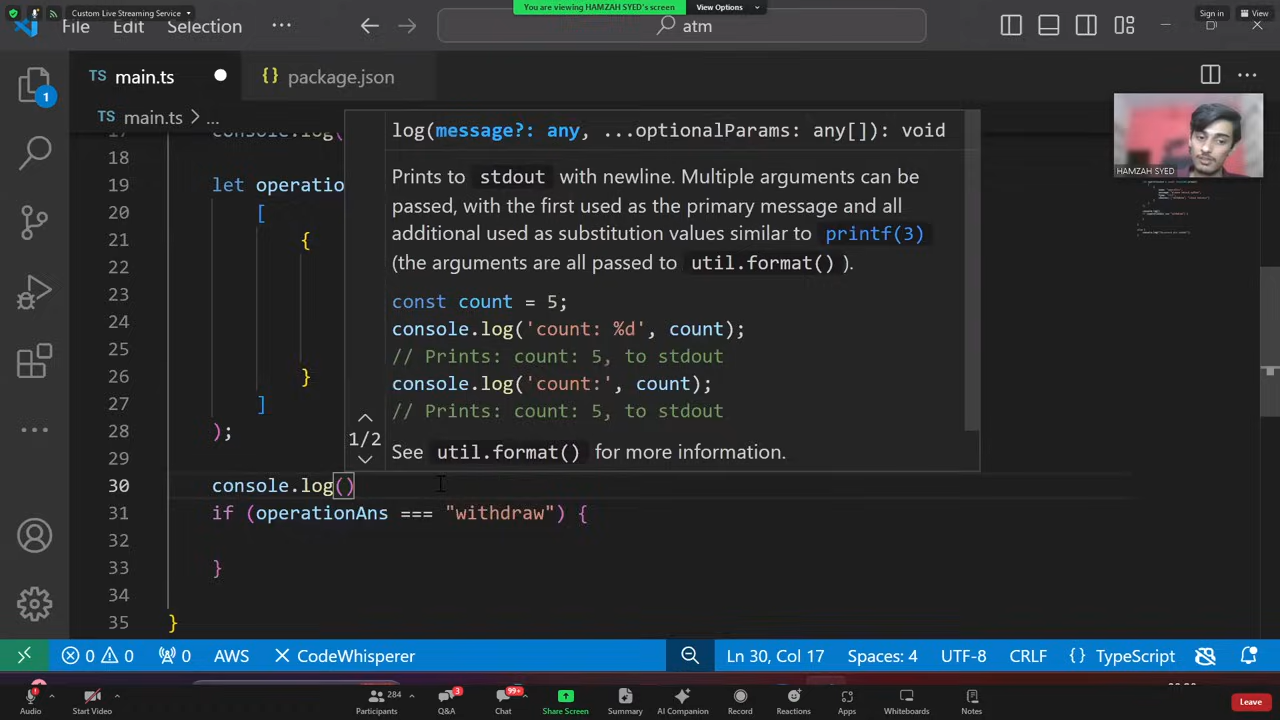 Custom Live Streaming Service
You are viewing HAMZAH SYED's screen
View Options
Sign in
View
File
Edit
Selection
atm
TS main.ts
{} package.json
TS main.ts > ...
HAMZAH SYED
17 console.log(
18
19 let operatio
20 [
21 {
22
23
24
25
26 }
27 ]
28 );
29
30 console.log()
31 if (operationAns === "withdraw") {
32
33 }
34
35 }
log(message?: any, ...optionalParams: any[]): void
Prints to stdout with newline. Multiple arguments can be
passed, with the first used as the primary message and all
additional used as substitution values similar to printf(3)
(the arguments are all passed to util.format() ).
const count = 5;
console.log('count: %d', count);
// Prints: count: 5, to stdout
console.log('count:', count);
// Prints: count: 5, to stdout
1/2
See util.format() for more information.
1
0 0
0
AWS
CodeWhisperer
Ln 30, Col 17
Spaces: 4
UTF-8
CRLF
{} TypeScript
Audio
Start Video
284
Participants
3
Q&A
99+
Chat
Share Screen
Summary
AI Companion
Record
Reactions
Apps
Whiteboards
Notes
Leave